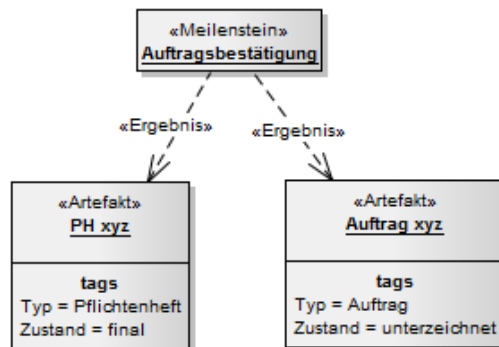 «Meilenstein»
Auftragsbestätigung
«Ergebnis»
«Ergebnis»
«Artefakt»
PH xyz
tags
Typ = Pflichtenheft
Zustand = final
«Artefakt»
Auftrag xyz
tags
Typ = Auftrag
Zustand = unterzeichnet